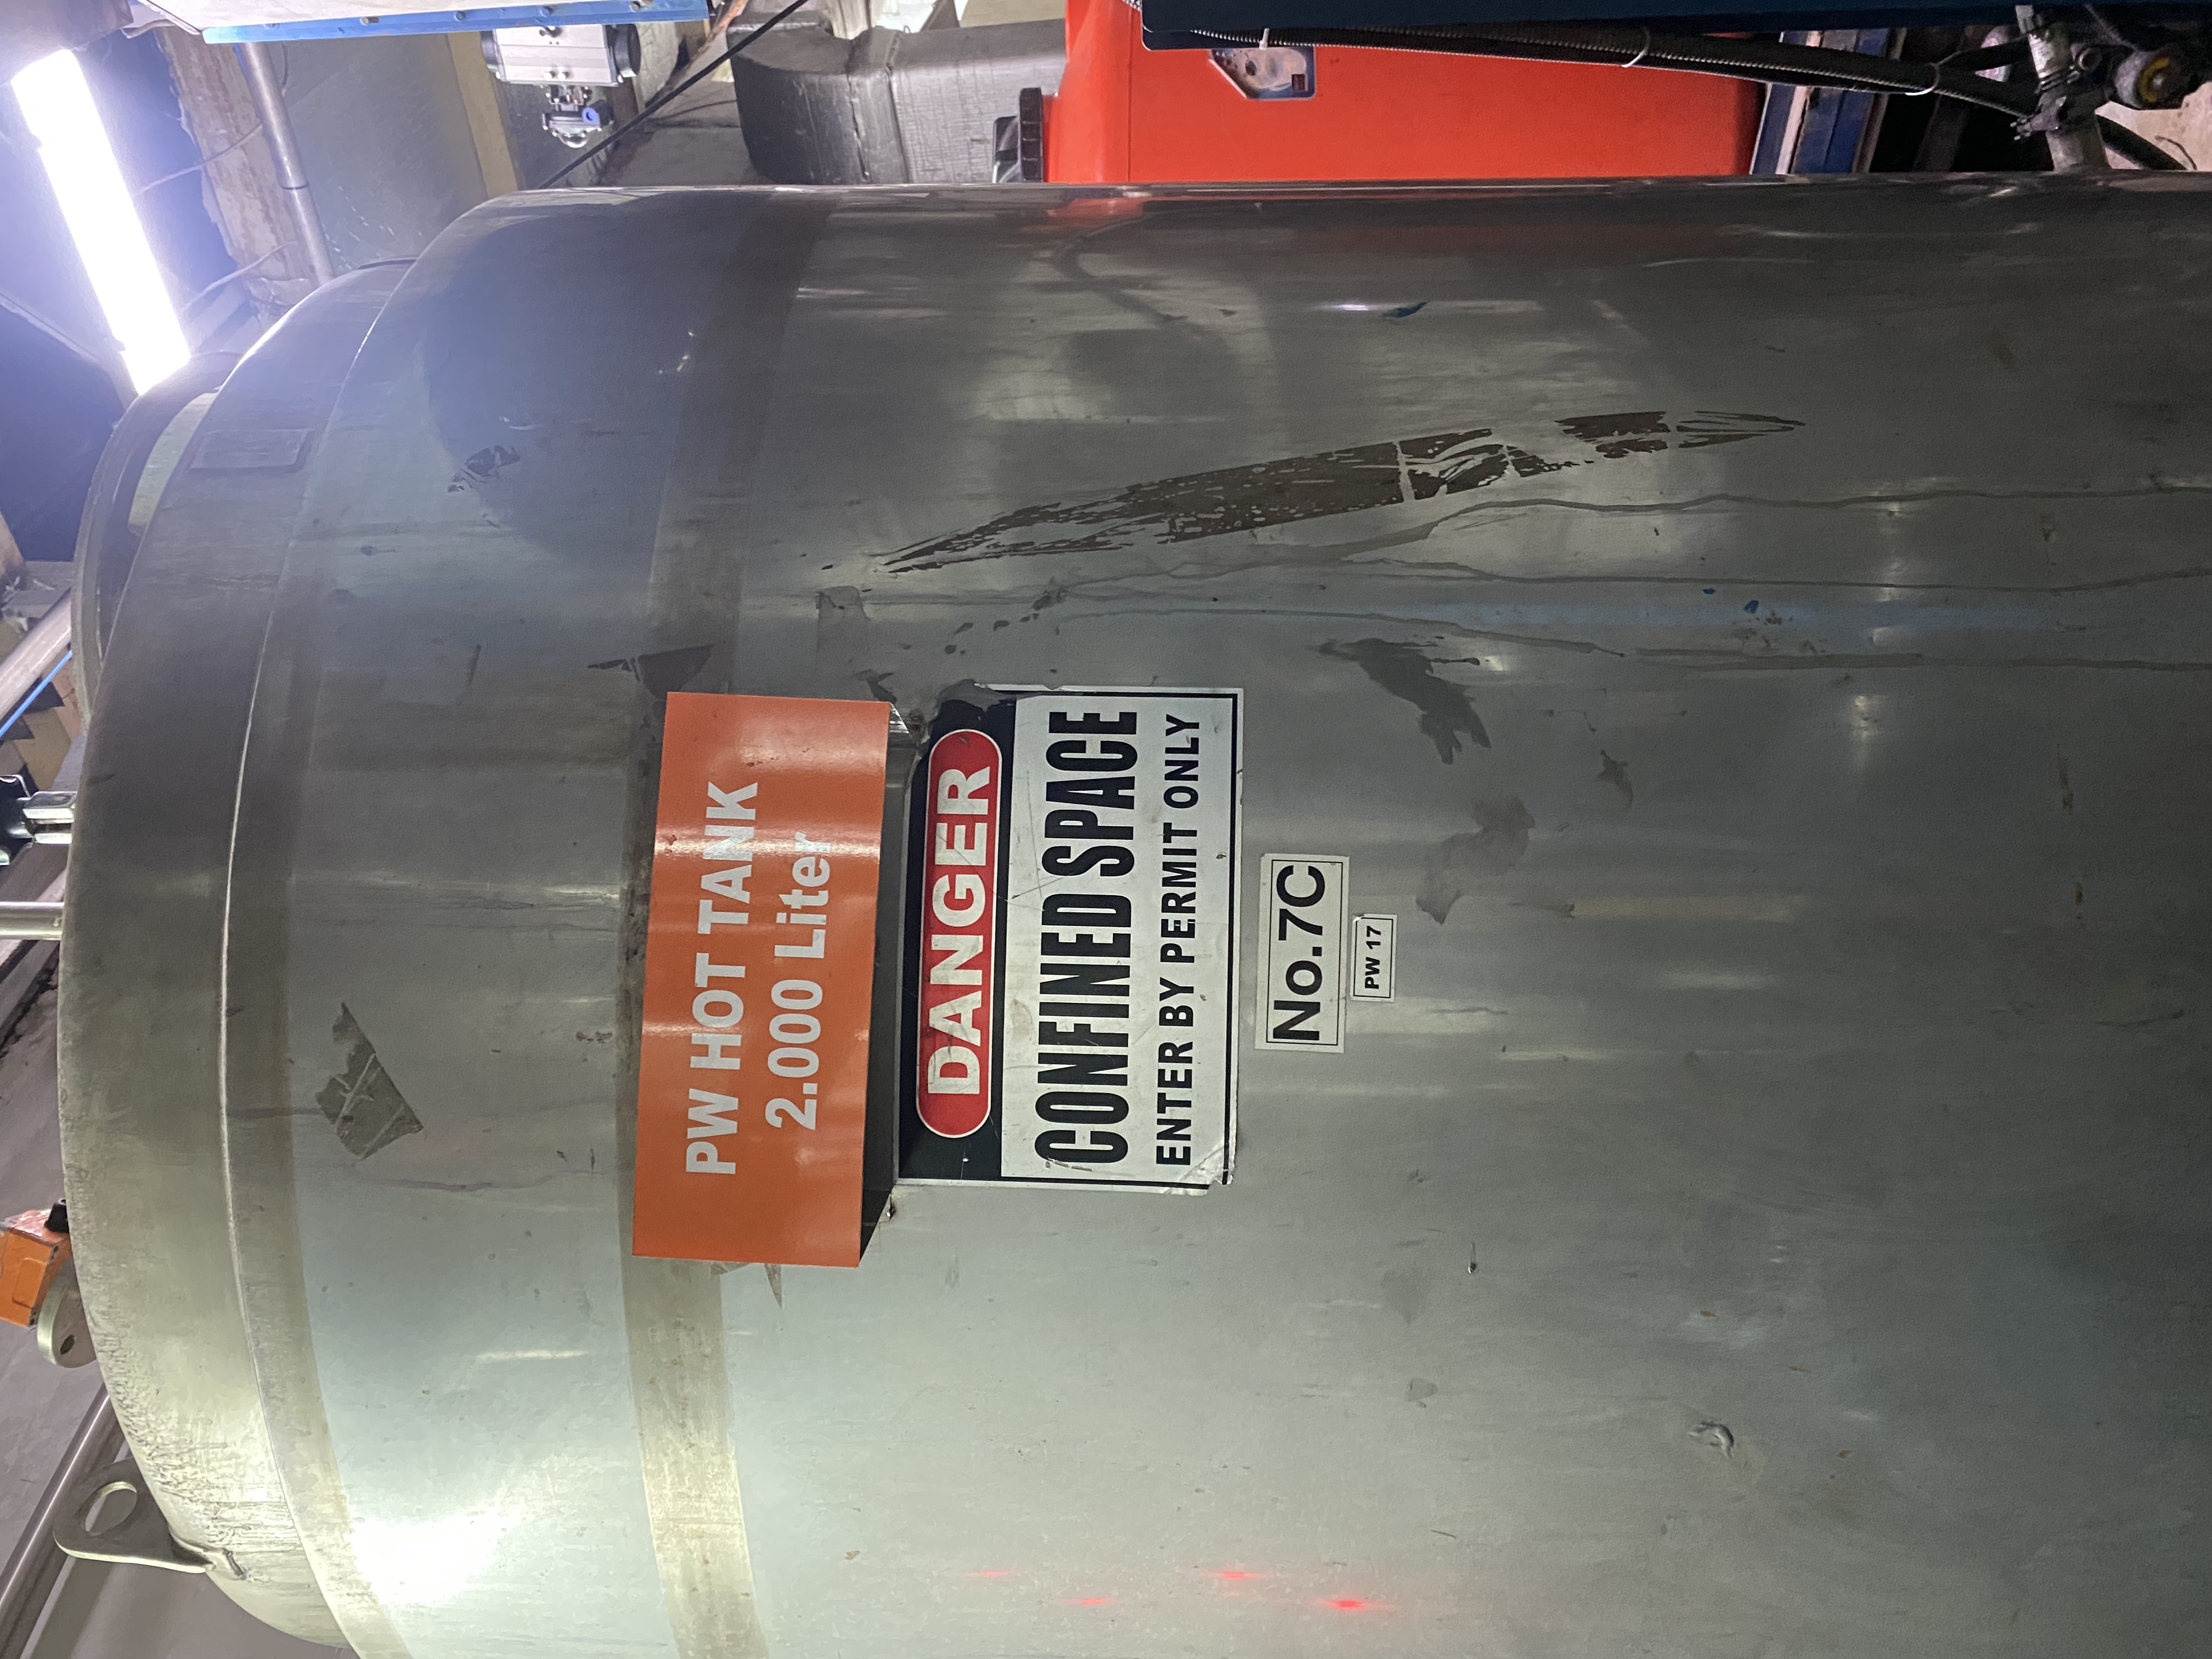 PW HOT TANK
2.000 Liter
DANGER
CONFINED SPACE
ENTER BY PERMIT ONLY
No.7C
PW 17